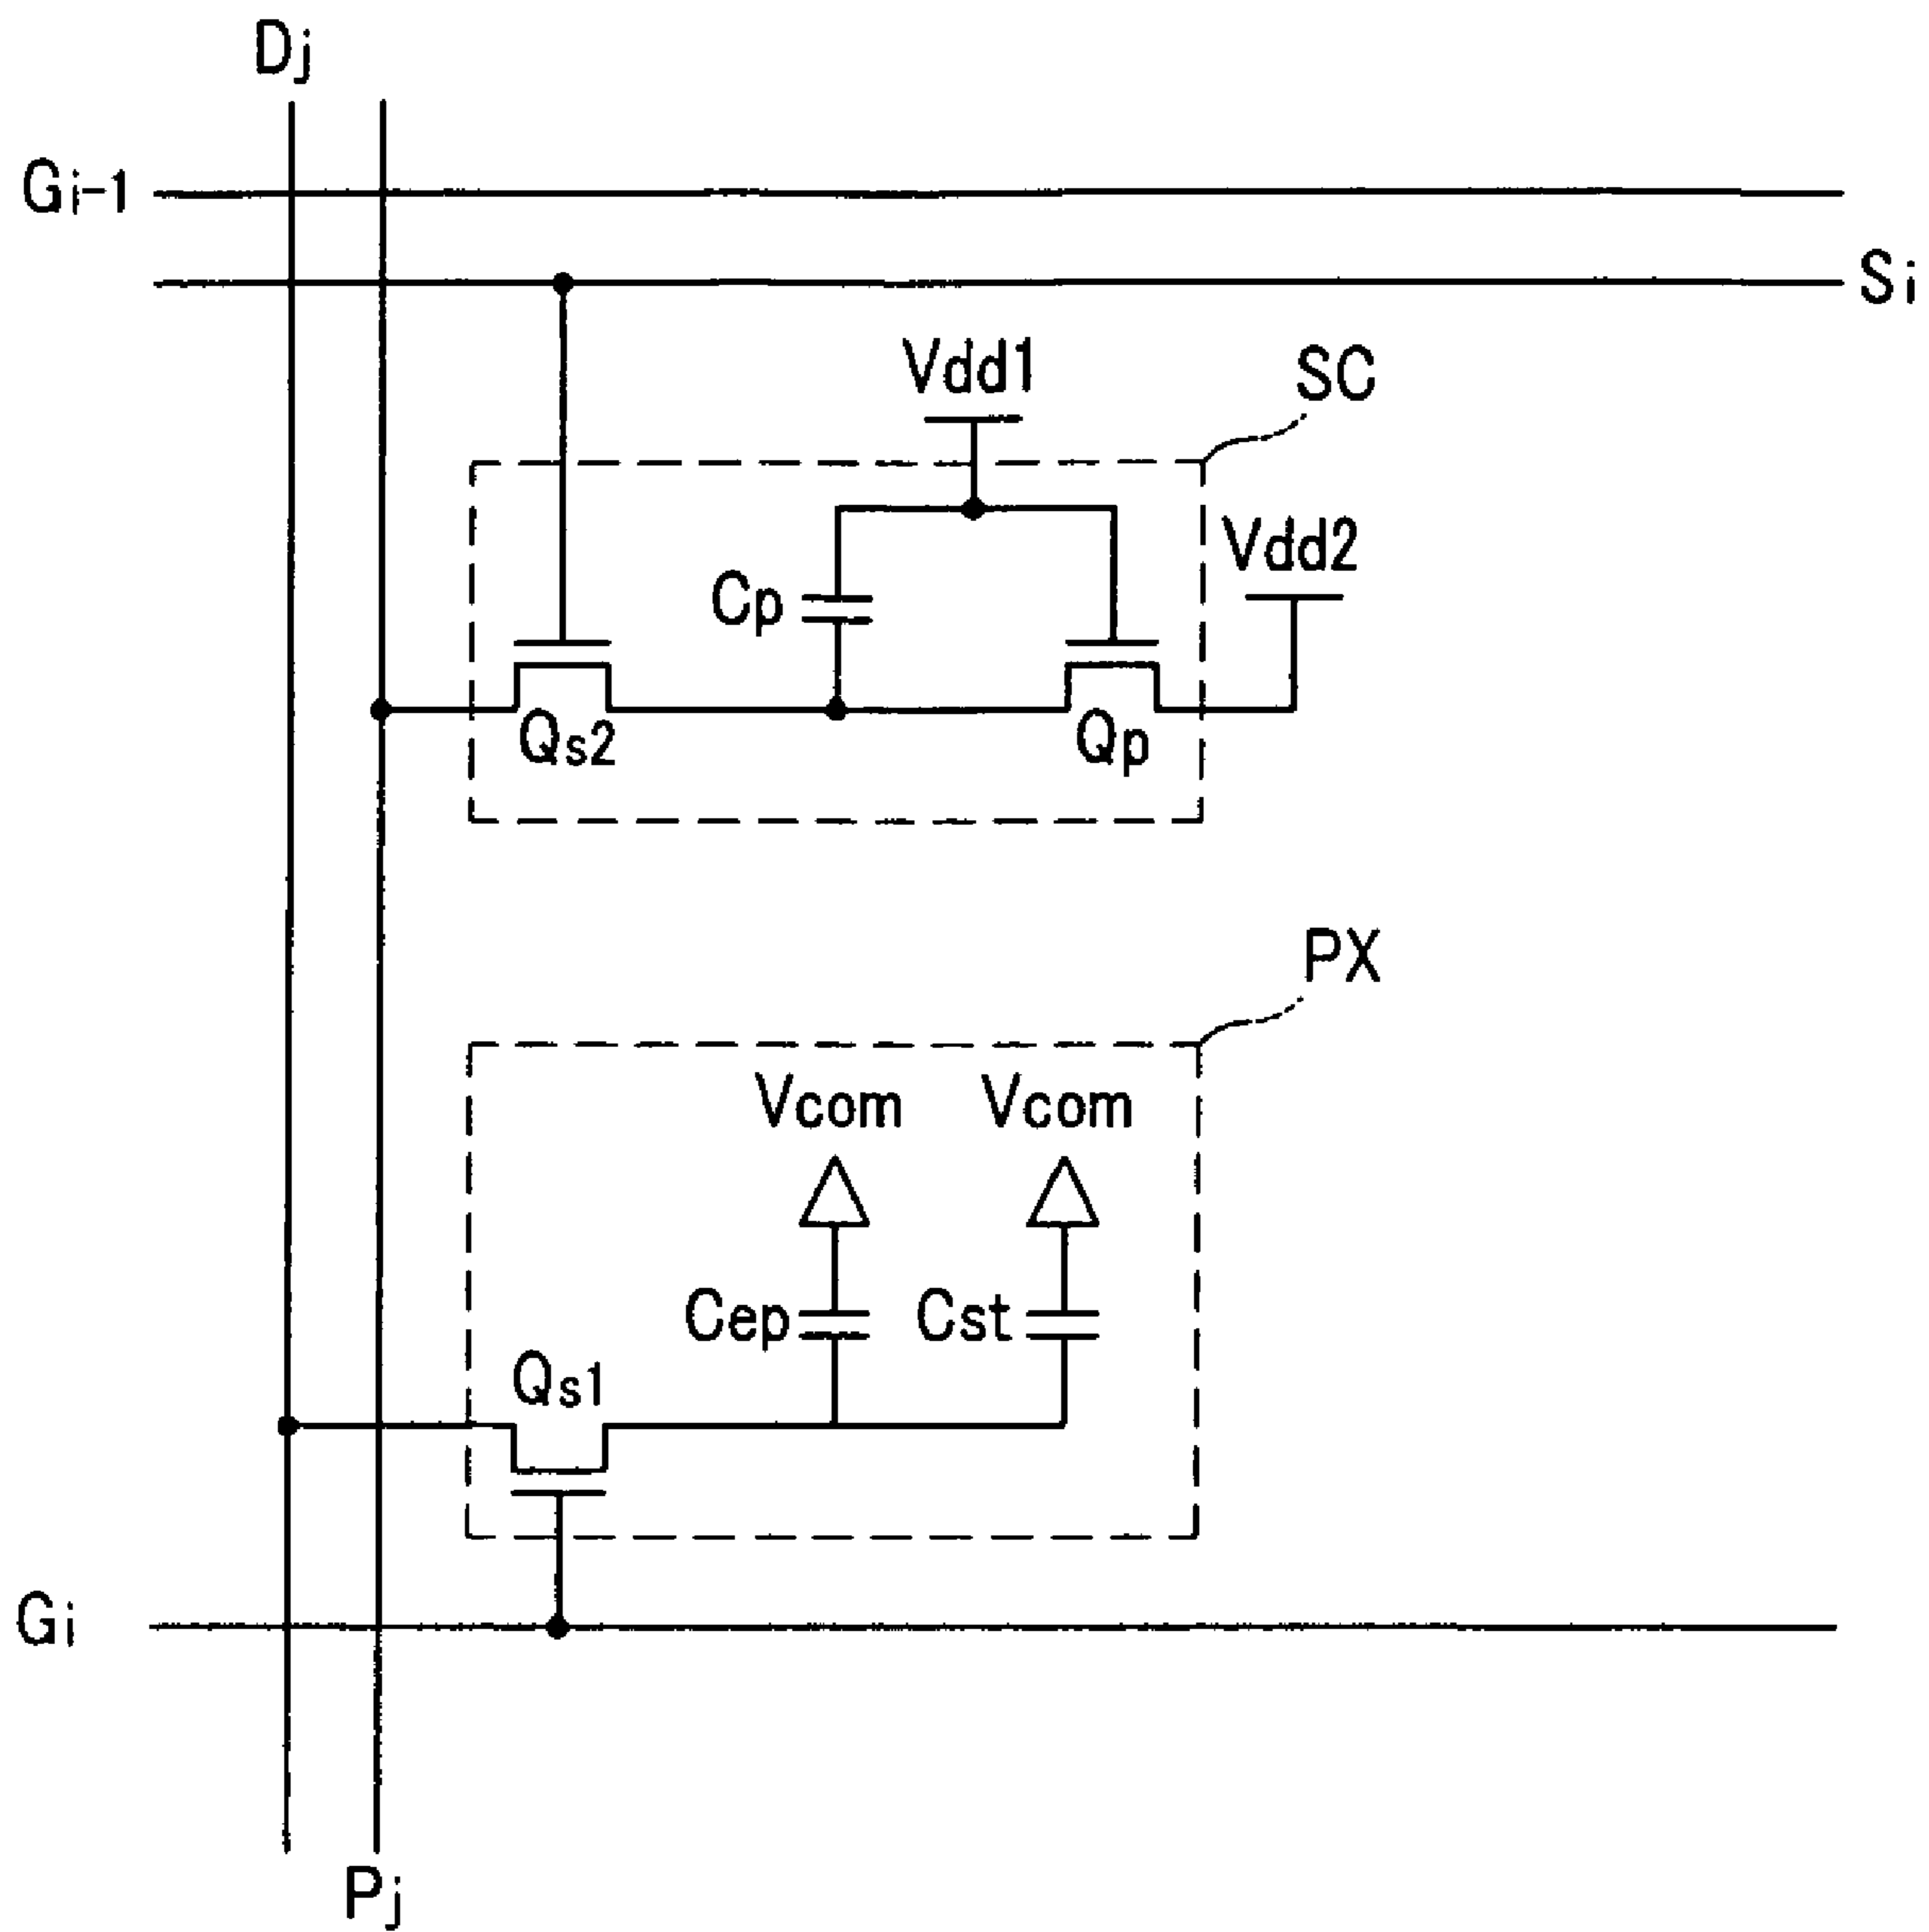 Dj
Gi-1
Si
Vdd1
SC
Vdd2
Cp
Qs2
Qp
PX
Vcom
Vcom
Cep
Cst
Qs1
Gi
Pj